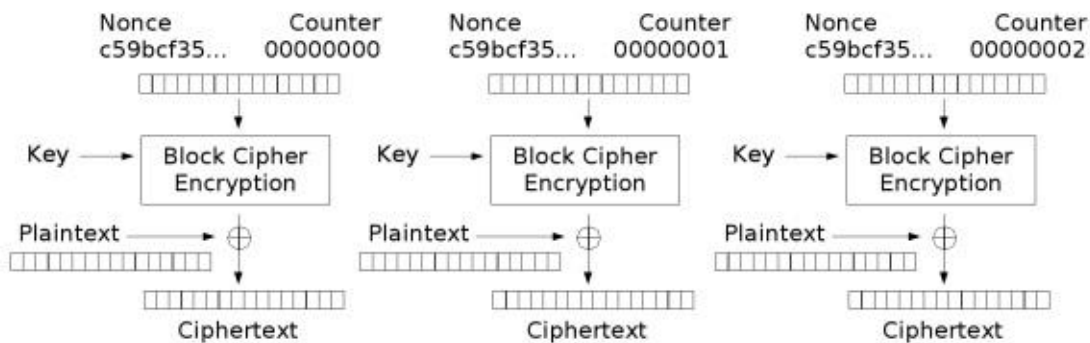 Nonce Counter
c59bcf35... 00000000
Key
Block Cipher
Encryption
Plaintext
Ciphertext
Nonce Counter
c59bcf35... 00000001
Key
Block Cipher
Encryption
Plaintext
Ciphertext
Nonce Counter
c59bcf35... 00000002
Key
Block Cipher
Encryption
Plaintext
Ciphertext